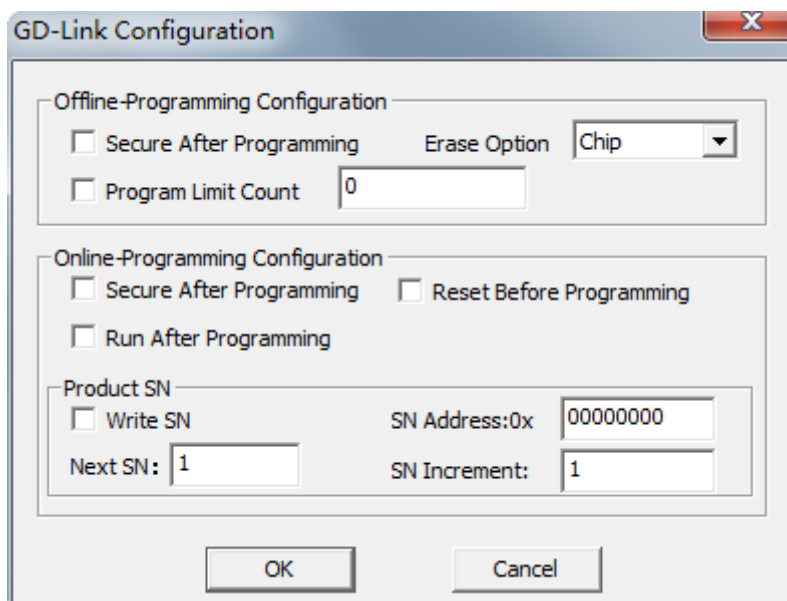 GD-Link Configuration
Offline-Programming Configuration
Secure After Programming Erase Option Chip
Program Limit Count 0
Online-Programming Configuration
Secure After Programming Reset Before Programming
Run After Programming
Product SN
Write SN SN Address:0x 00000000
Next SN: 1 SN Increment: 1
OK Cancel